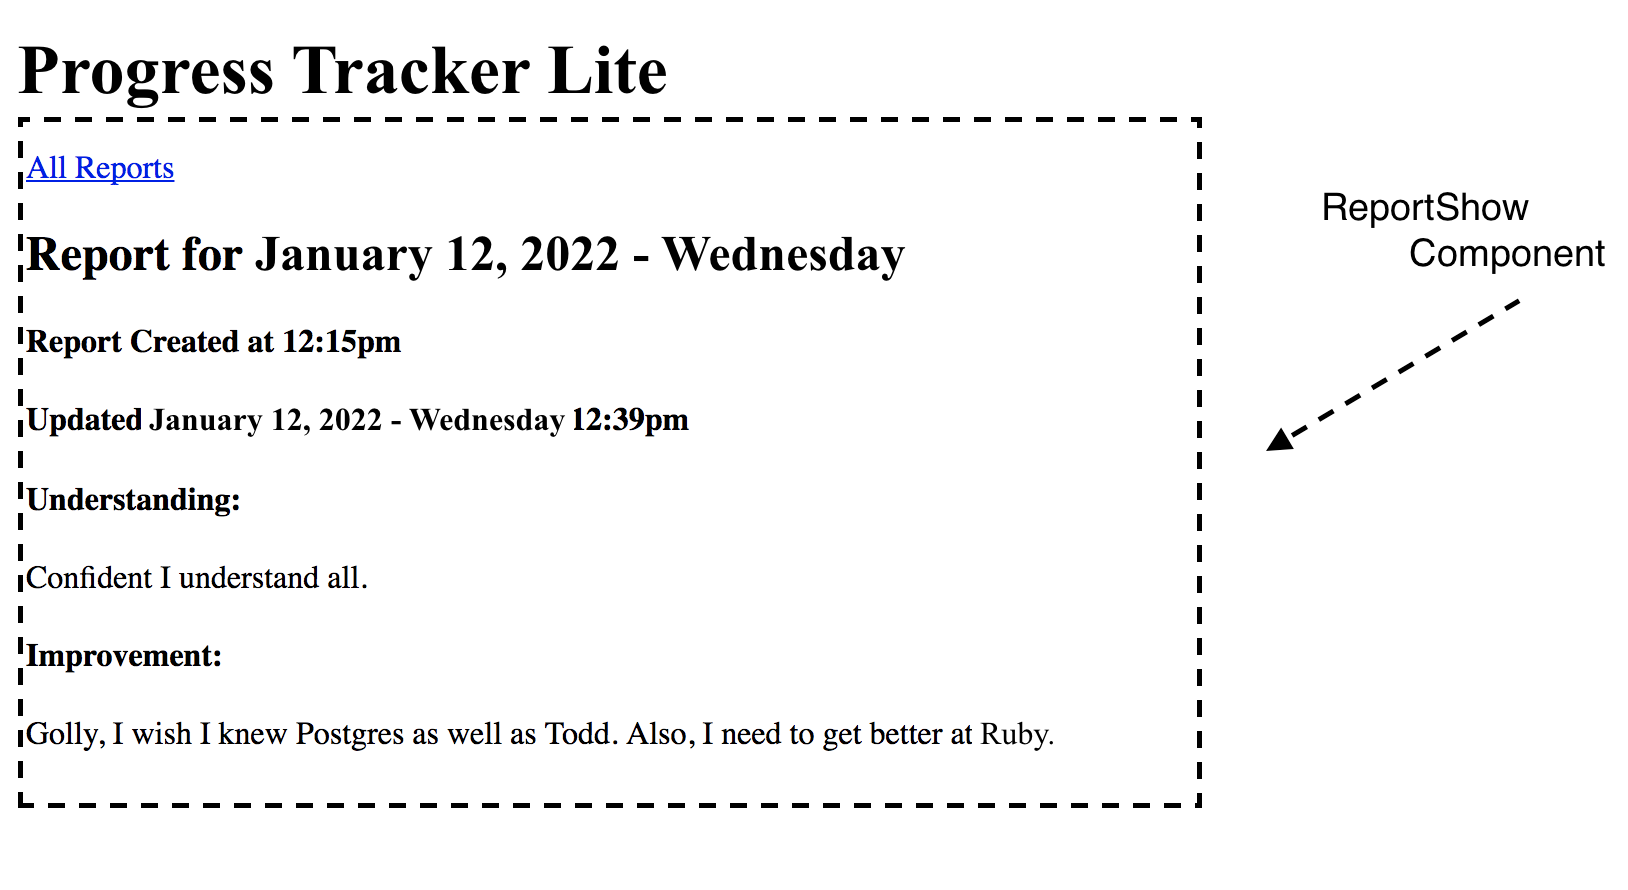 Progress Tracker Lite
All Reports
Report for January 12, 2022 - Wednesday
Report Created at 12:15pm
Updated January 12, 2022 - Wednesday 12:39pm
Understanding:
Confident I understand all.
Improvement:
Golly, I wish I knew Postgres as well as Todd. Also, I need to get better at Ruby.
ReportShow
Component